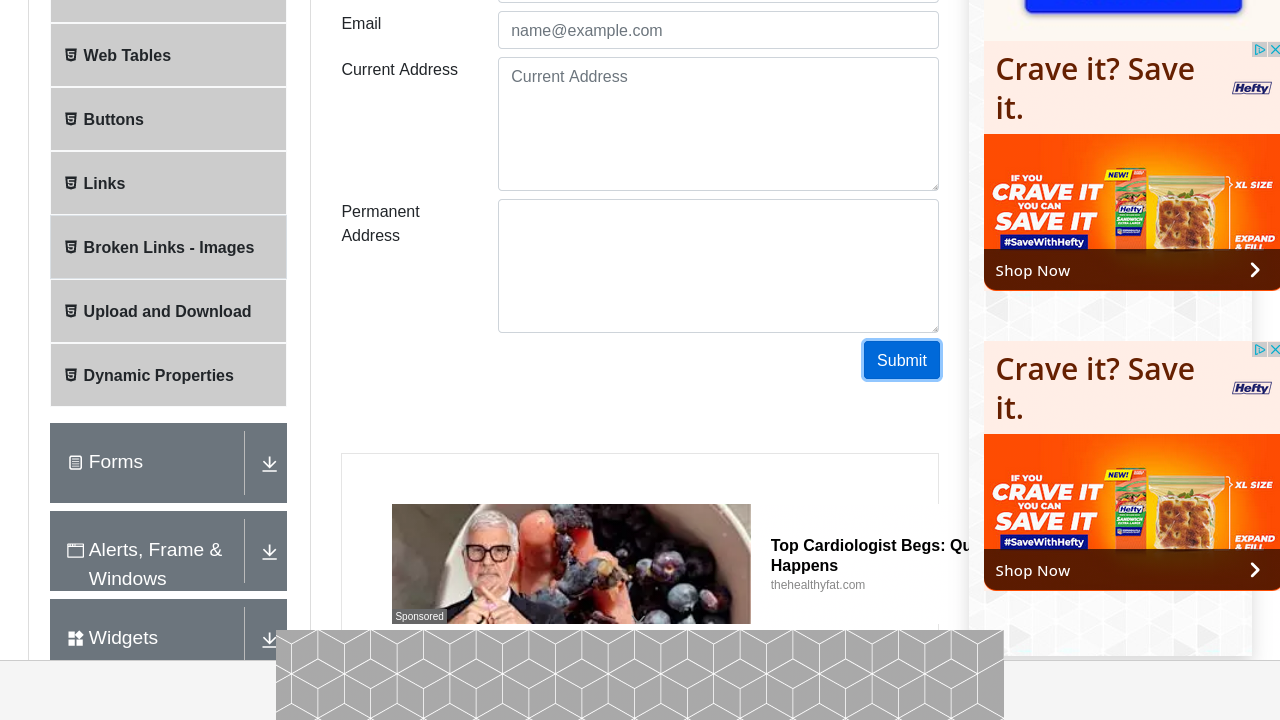 Web Tables
Buttons
Links
Broken Links - Images
Upload and Download
Dynamic Properties
Forms
Alerts, Frame &
Windows
Widgets
Email
name@example.com
Current Address
Current Address
Permanent
Address
Submit
Sponsored
Top Cardiologist Begs: Qu
Happens
thehealthyfat.com
Crave it? Save
it.
Hefty
IF YOU
CRAVE IT
YOU CAN
SAVE IT
#SaveWithHefty
NEW!
Hefty
SANDWICH
XL SIZE
EXPAND
& FILL
Shop Now
Crave it? Save
it.
Hefty
IF YOU
CRAVE IT
YOU CAN
SAVE IT
#SaveWithHefty
NEW!
Hefty
SANDWICH
XL SIZE
EXPAND
& FILL
Shop Now